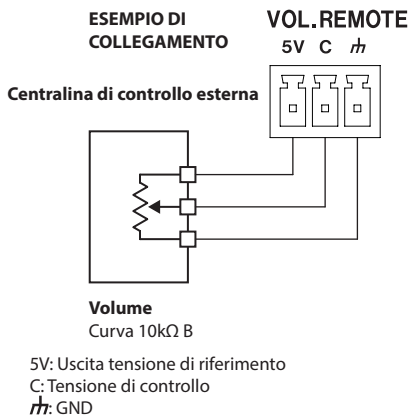 ESEMPIO DI
COLLEGAMENTO
VOL.REMOTE
5V C
Centralina di controllo esterna
Volume
Curva 10kΩ B
5V: Uscita tensione di riferimento
C: Tensione di controllo
: GND